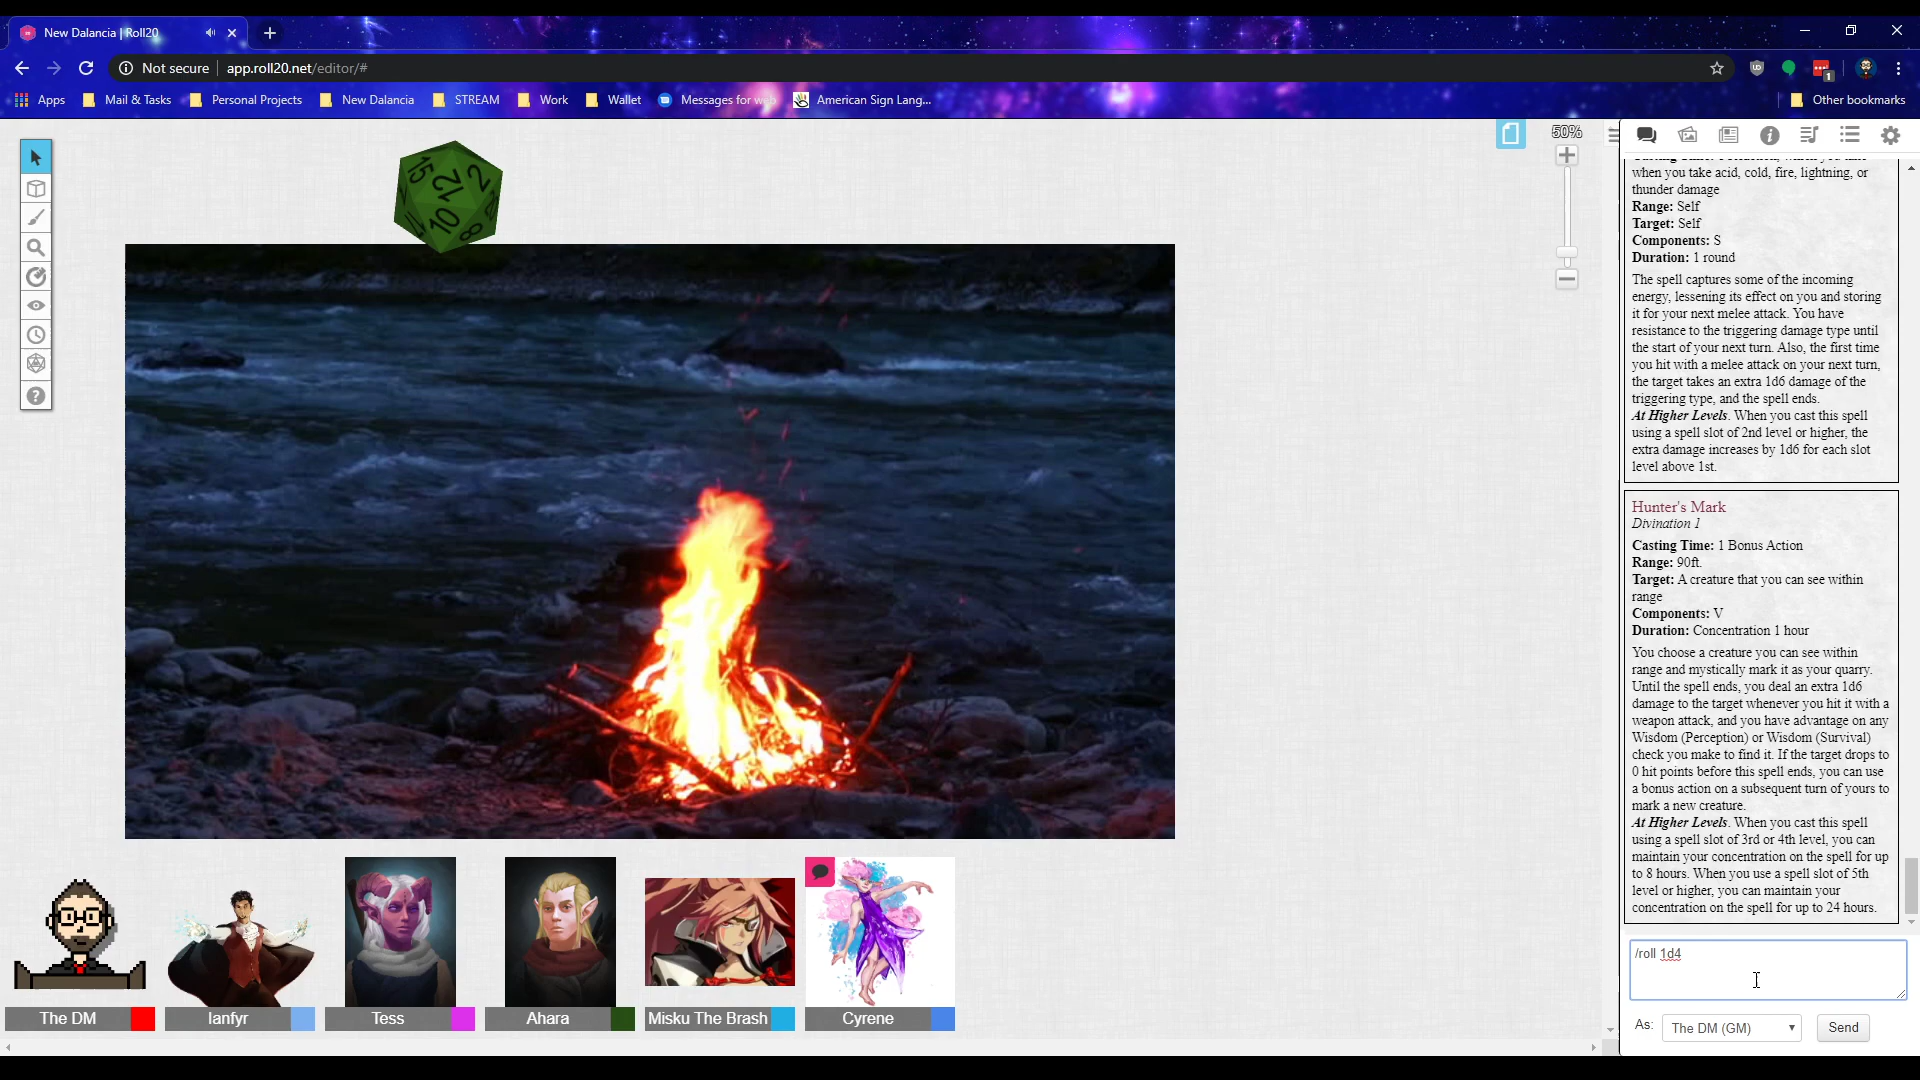 New Dalancia | Roll20
Not secure
app.roll20.net/editor/#
1
Apps
Mail & Tasks
Personal Projects
New Dalancia
STREAM
Work
Wallet
Messages for web
American Sign Lang...
Other bookmarks
50%
15
12
2
10
8
when you take acid, cold, fire, lightning, or
thunder damage
Range: Self
Target: Self
Components: S
Duration: 1 round
The spell captures some of the incoming
energy, lessening its effect on you and storing
it for your next melee attack. You have
resistance to the triggering damage type until
the start of your next turn. Also, the first time
you hit with a melee attack on your next turn,
the target takes an extra 1d6 damage of the
triggering type, and the spell ends.
At Higher Levels. When you cast this spell
using a spell slot of 2nd level or higher, the
extra damage increases by 1d6 for each slot
level above 1st.
Hunter's Mark
Divination 1
Casting Time: 1 Bonus Action
Range: 90ft.
Target: A creature that you can see within
range
Components: V
Duration: Concentration 1 hour
You choose a creature you can see within
range and mystically mark it as your quarry.
Until the spell ends, you deal an extra 1d6
damage to the target whenever you hit it with a
weapon attack, and you have advantage on any
Wisdom (Perception) or Wisdom (Survival)
check you make to find it. If the target drops to
0 hit points before this spell ends, you can use
a bonus action on a subsequent turn of yours to
mark a new creature.
At Higher Levels. When you cast this spell
using a spell slot of 3rd or 4th level, you can
maintain your concentration on the spell for up
to 8 hours. When you use a spell slot of 5th
level or higher, you can maintain your
concentration on the spell for up to 24 hours.
/roll 1d4
As:
The DM (GM)
Send
The DM
Ianfyr
Tess
Ahara
Misku The Brash
Cyrene